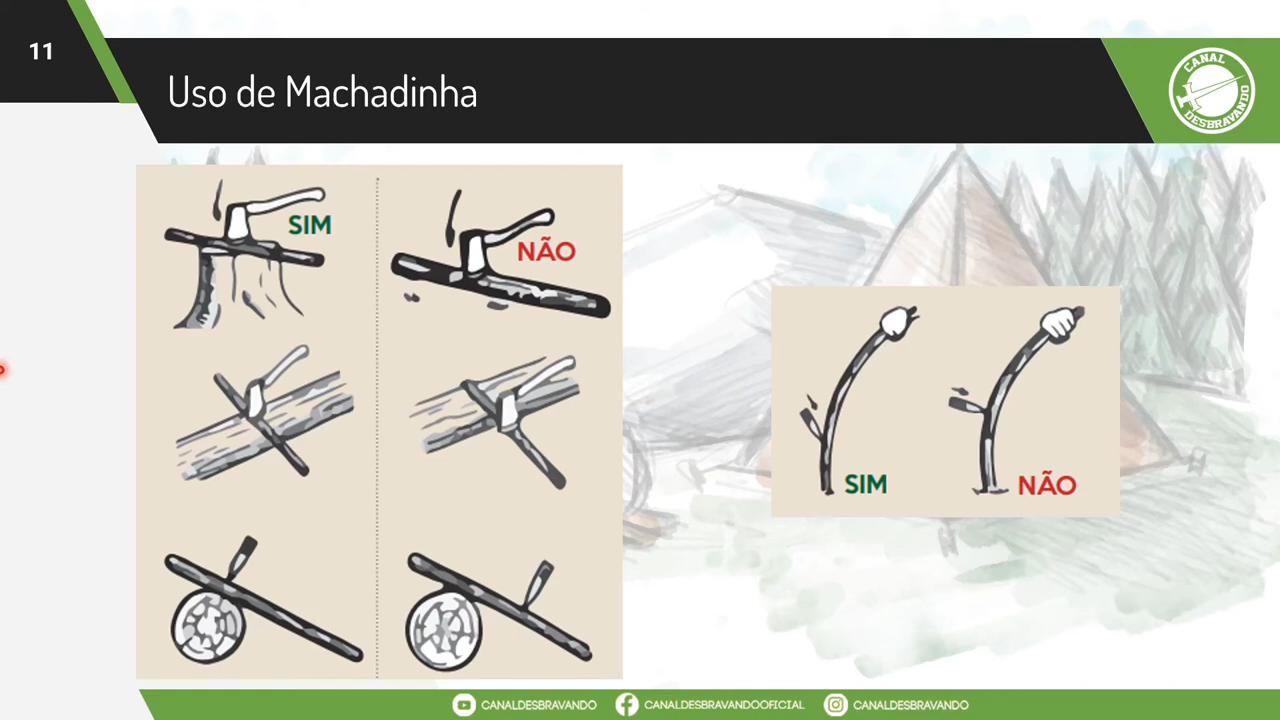 11
Uso de Machadinha
CANAL
DESBRAVANDO
SIM
NÃO
SIM
NÃO
CANALDESBRAVANDO
CANALDESBRAVANDOOFICIAL
CANALDESBRAVANDO